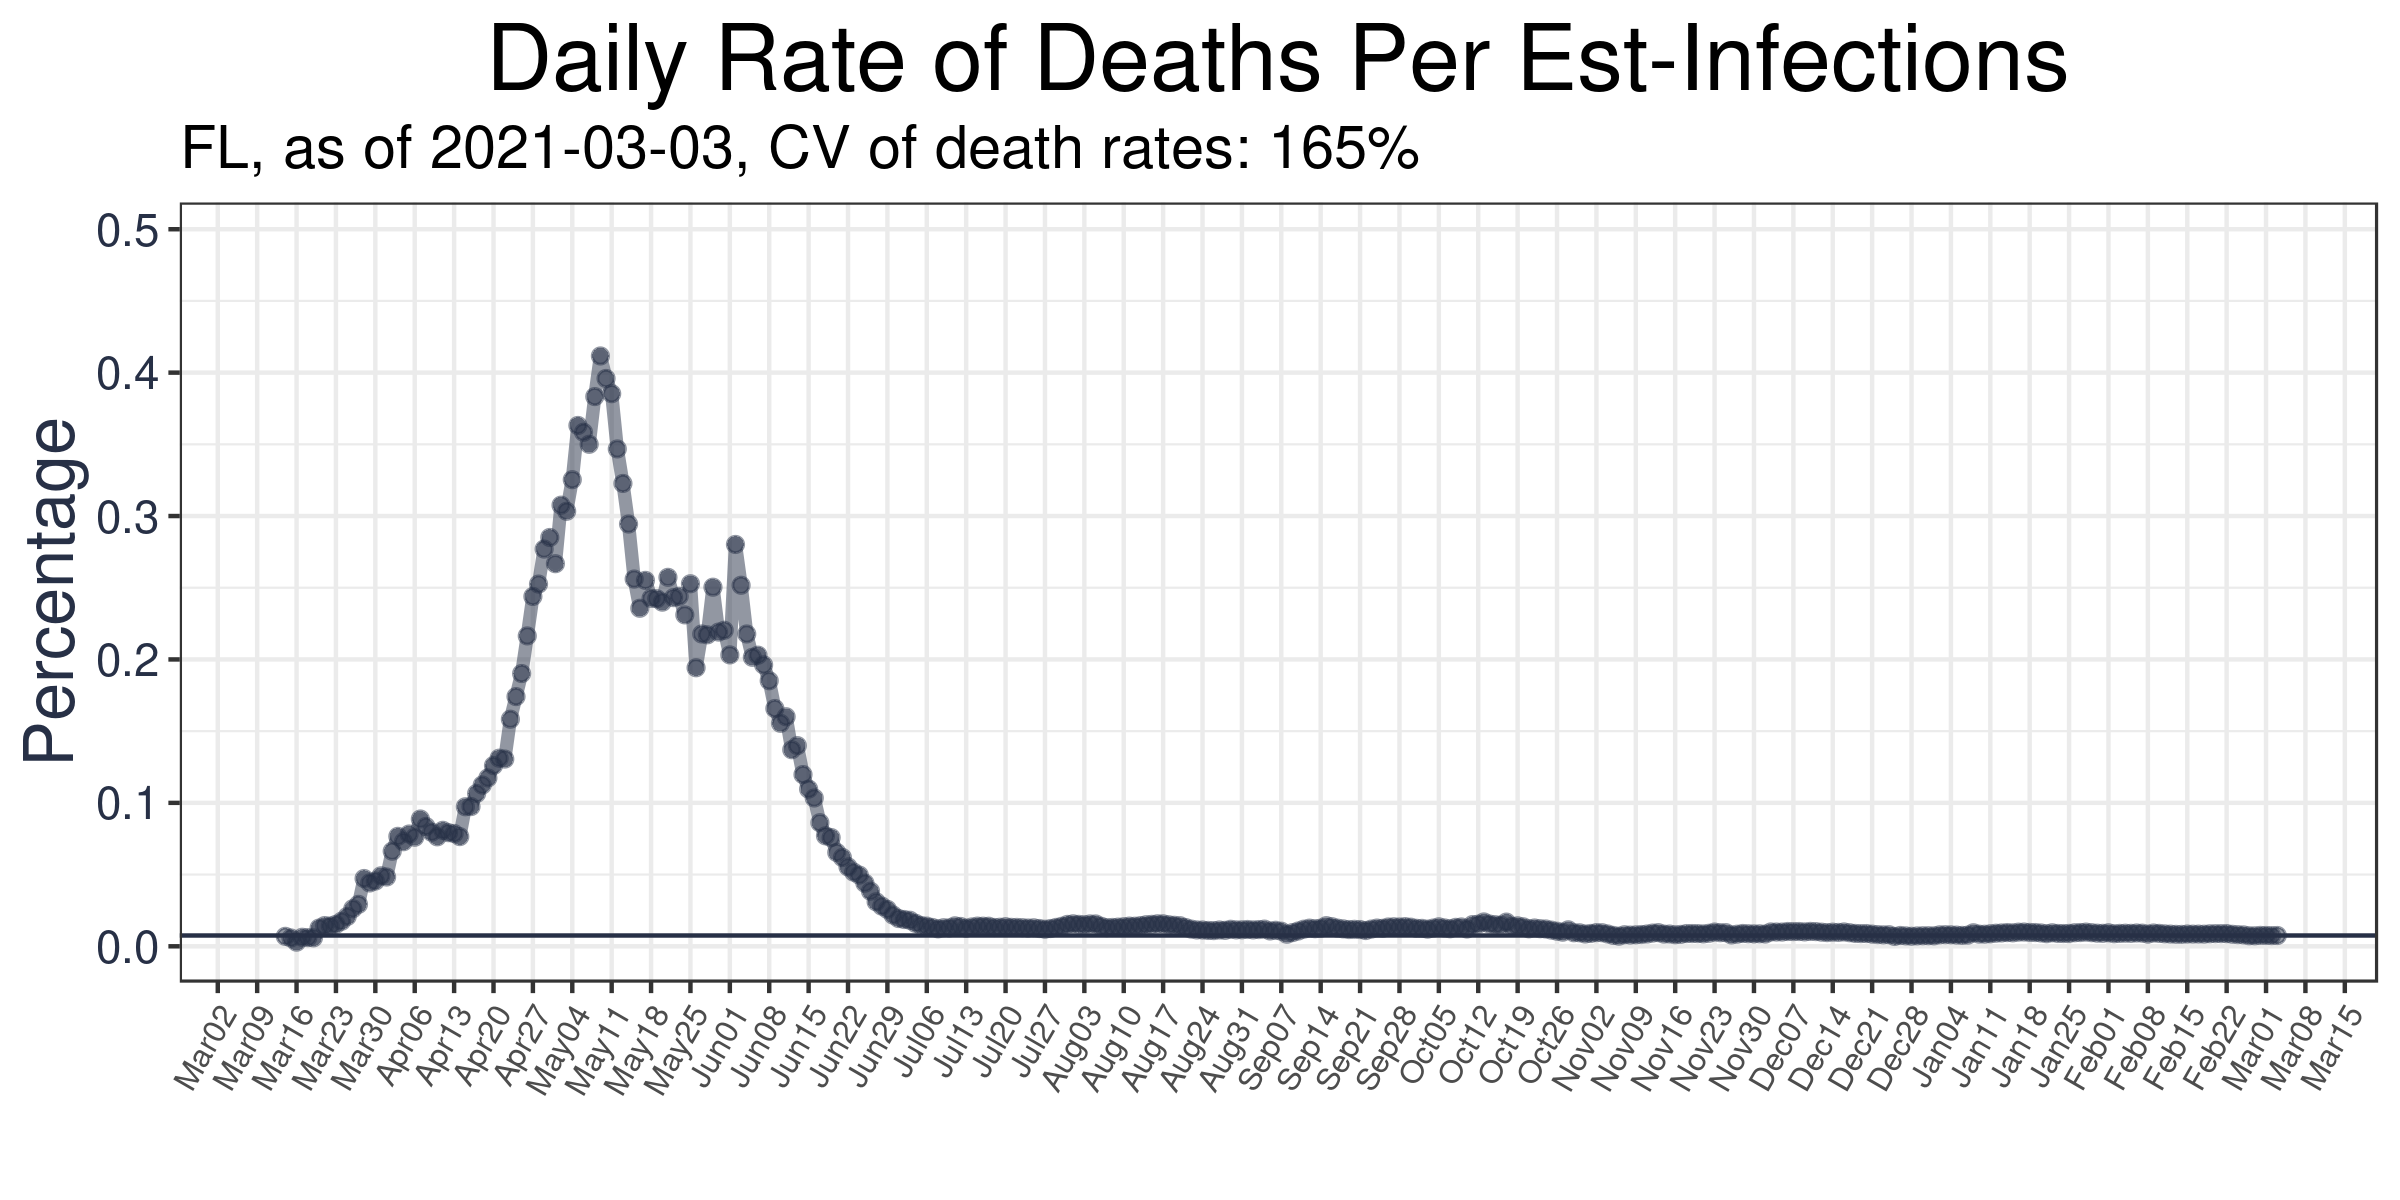 Daily Rate of Deaths Per Est-Infections
FL, as of 2021-03-03, CV of death rates: 165%
Percentage
0.5
0.4
0.3
0.2
0.1
0.0
Mar02
Mar09
Mar16
Mar23
Mar30
Apr06
Apr13
Apr20
Apr27
May04
May11
May18
May25
Jun01
Jun08
Jun15
Jun22
Jun29
Jul06
Jul13
Jul20
Jul27
Aug03
Aug10
Aug17
Aug24
Aug31
Sep07
Sep14
Sep21
Sep28
Oct05
Oct12
Oct19
Oct26
Nov02
Nov09
Nov16
Nov23
Nov30
Dec07
Dec14
Dec21
Dec28
Jan04
Jan11
Jan18
Jan25
Feb01
Feb08
Feb15
Feb22
Mar01
Mar08
Mar15